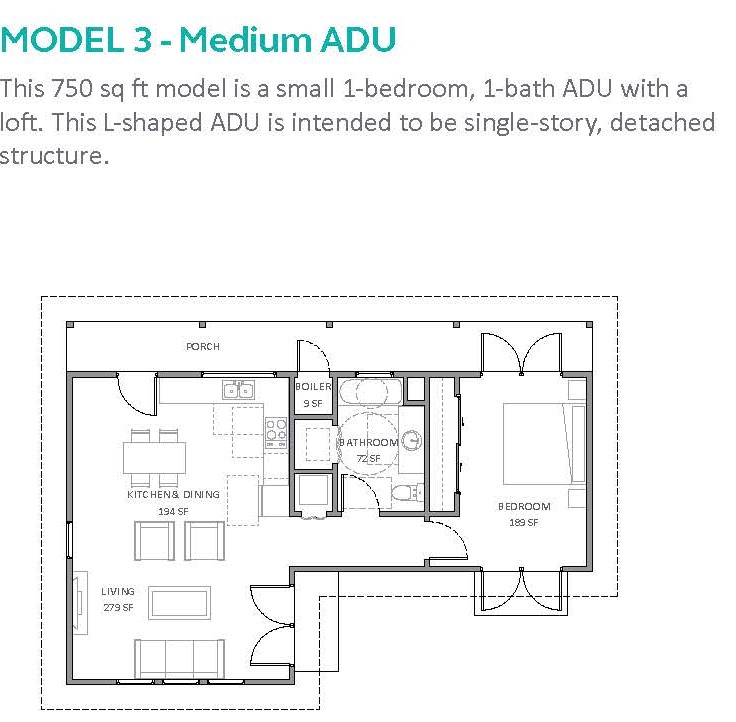 MODEL 3 - Medium ADU
This 750 sq ft model is a small 1-bedroom, 1-bath ADU with a
loft. This L-shaped ADU is intended to be single-story, detached
structure.
PORCH
BOILER
9 SF
BATHROOM
72 SF
KITCHEN & DINING
194 SF
BEDROOM
189 SF
LIVING
279 SF